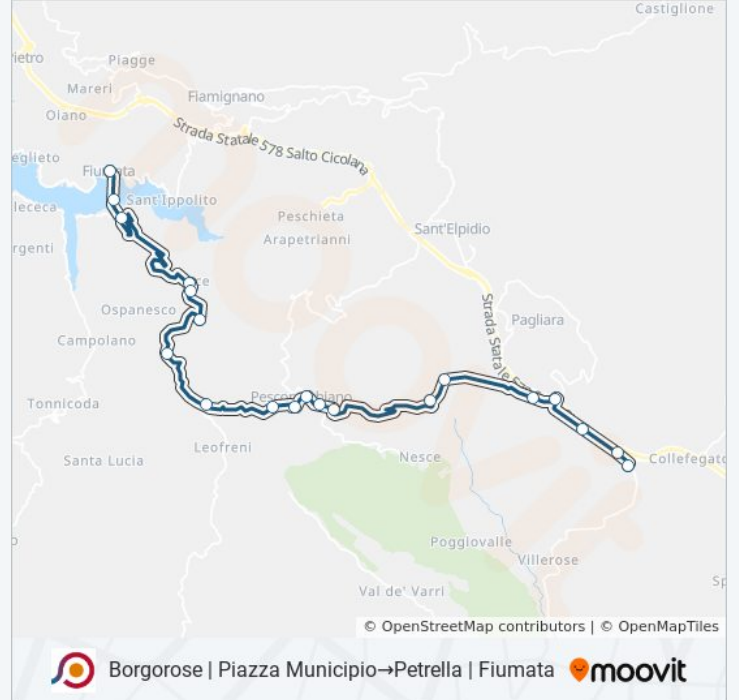 Castiglione
Piagge
Mareri
Fiamignano
Olano
Strada Statale 578 Salto Cicolana
Sant'Ippolito
Peschieta
Arapetrianni
Sant'Elpidio
Ospanesco
Pagliara
Campolano
Strada Statale
Tonnicoda
Leofreni
Santa Lucia
Nesce
Collefegato
Poggiovalle
Villerose
Val de' Varri
© OpenStreetMap contributors | © OpenMapTiles
Borgorose | Piazza Municipio→Petrella | Fiumata
moovit